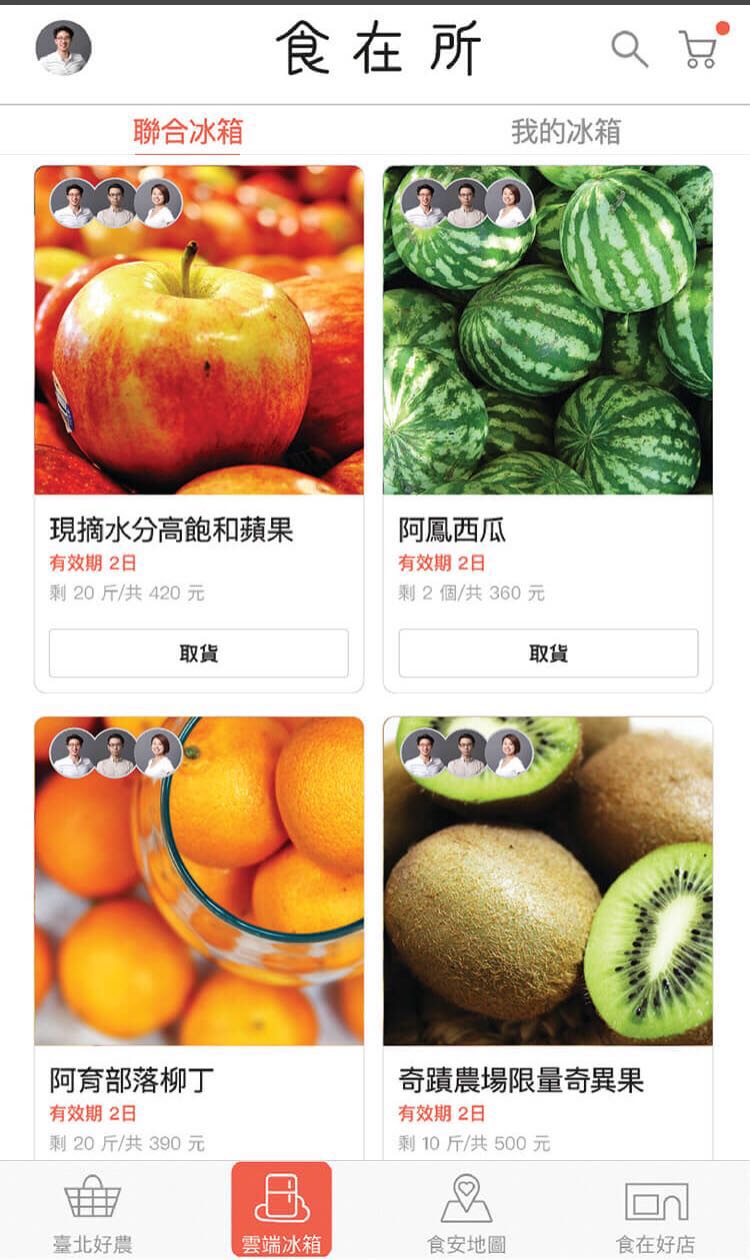 食在所
聯合冰箱
我的冰箱
現摘水分高飽和蘋果
有效期 2日
剩 20 斤/共 420 元
取貨
阿鳳西瓜
有效期 2日
剩 2 個/共 360 元
取貨
阿育部落柳丁
有效期 2日
剩 20 斤/共 390 元
奇蹟農場限量奇異果
有效期 2日
剩 10 斤/共 500 元
臺北好農
雲端冰箱
食安地圖
食在好店